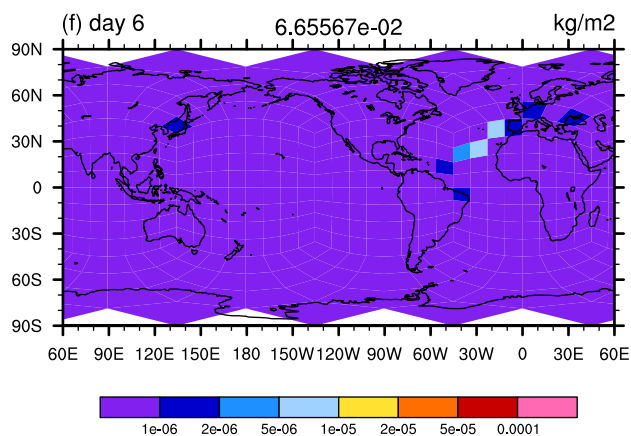 (f) day 6 6.65567e-02 kg/m2
90N
60N
30N
0
30S
60S
90S
60E 90E 120E 150E 180 150W 120W 90W 60W 30W 0 30E 60E
1e-06 2e-06 5e-06 1e-05 2e-05 5e-05 0.0001